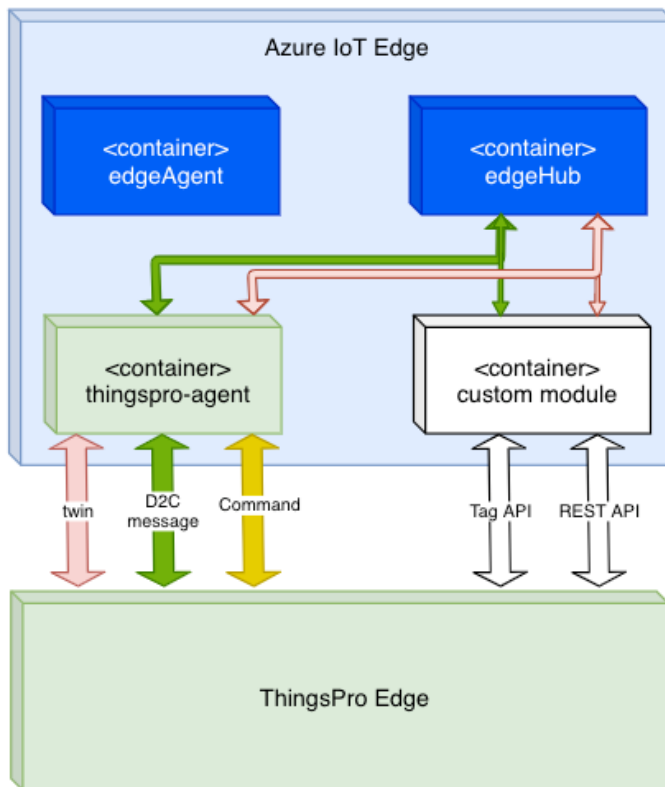 Azure IoT Edge
<container>
edgeAgent
<container>
edgeHub
<container>
thingspro-agent
<container>
custom module
twin
D2C
message
Command
Tag API
REST API
ThingsPro Edge